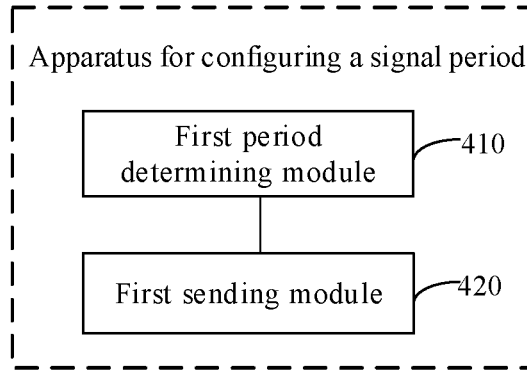 Apparatus for configuring a signal period
First period
determining module
410
First sending module
420